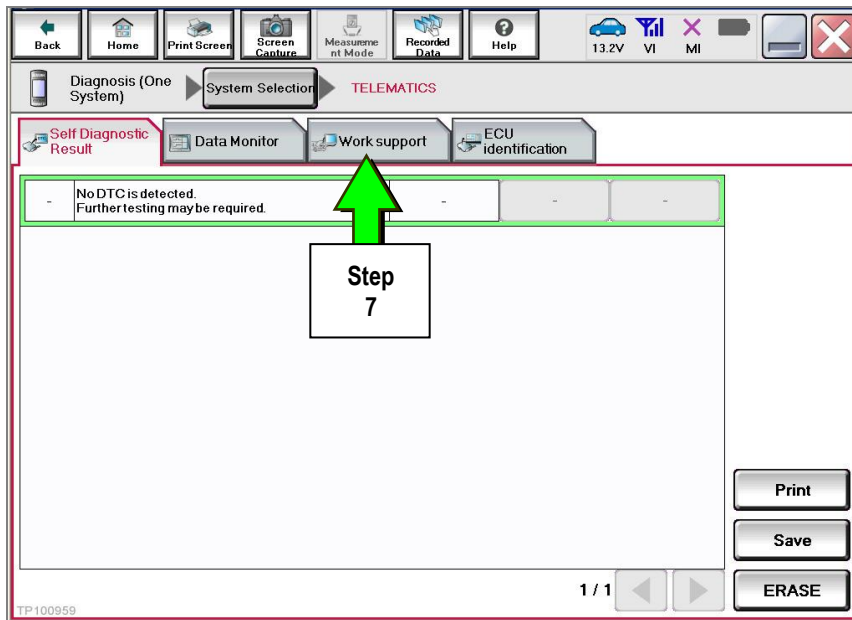 Back
Home
Print Screen
Screen
Capture
Measureme
nt Mode
Recorded
Data
?
Help
13.2V
VI
MI
Diagnosis (One
System)
System Selection
TELEMATICS
Self Diagnostic
Result
Data Monitor
Work support
ECU
identification
-
No DTC is detected.
Further testing may be required.
-
-
-
Step
7
Print
Save
1 / 1
ERASE
TP100959